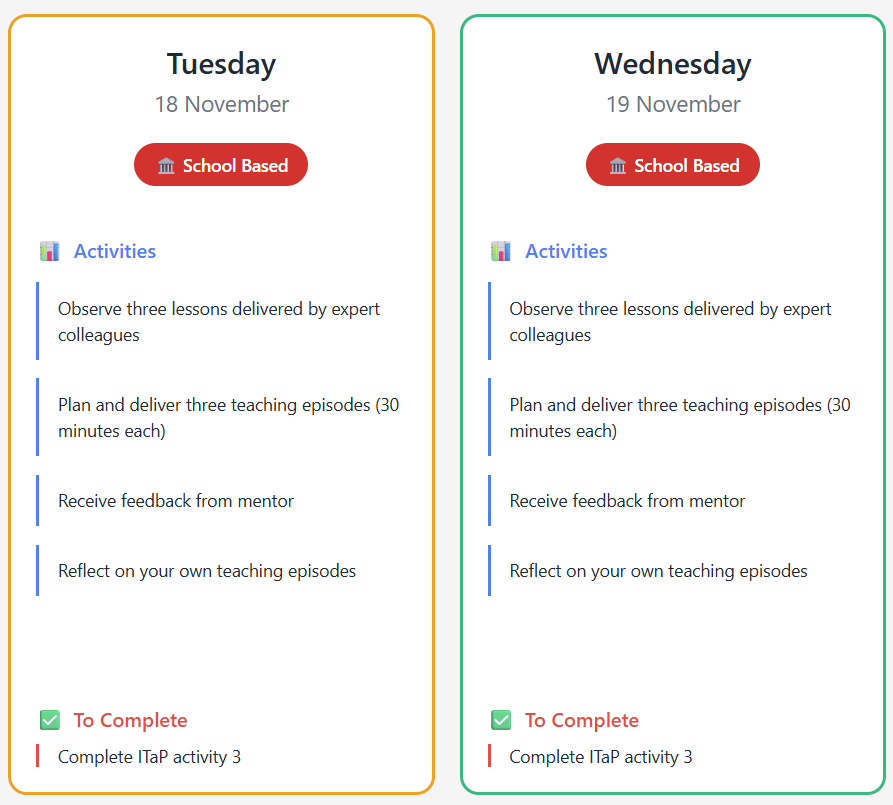 Tuesday
18 November
School Based
Activities
Observe three lessons delivered by expert
colleagues
Plan and deliver three teaching episodes (30
minutes each)
Receive feedback from mentor
Reflect on your own teaching episodes
To Complete
Complete ITaP activity 3
Wednesday
19 November
School Based
Activities
Observe three lessons delivered by expert
colleagues
Plan and deliver three teaching episodes (30
minutes each)
Receive feedback from mentor
Reflect on your own teaching episodes
To Complete
Complete ITaP activity 3